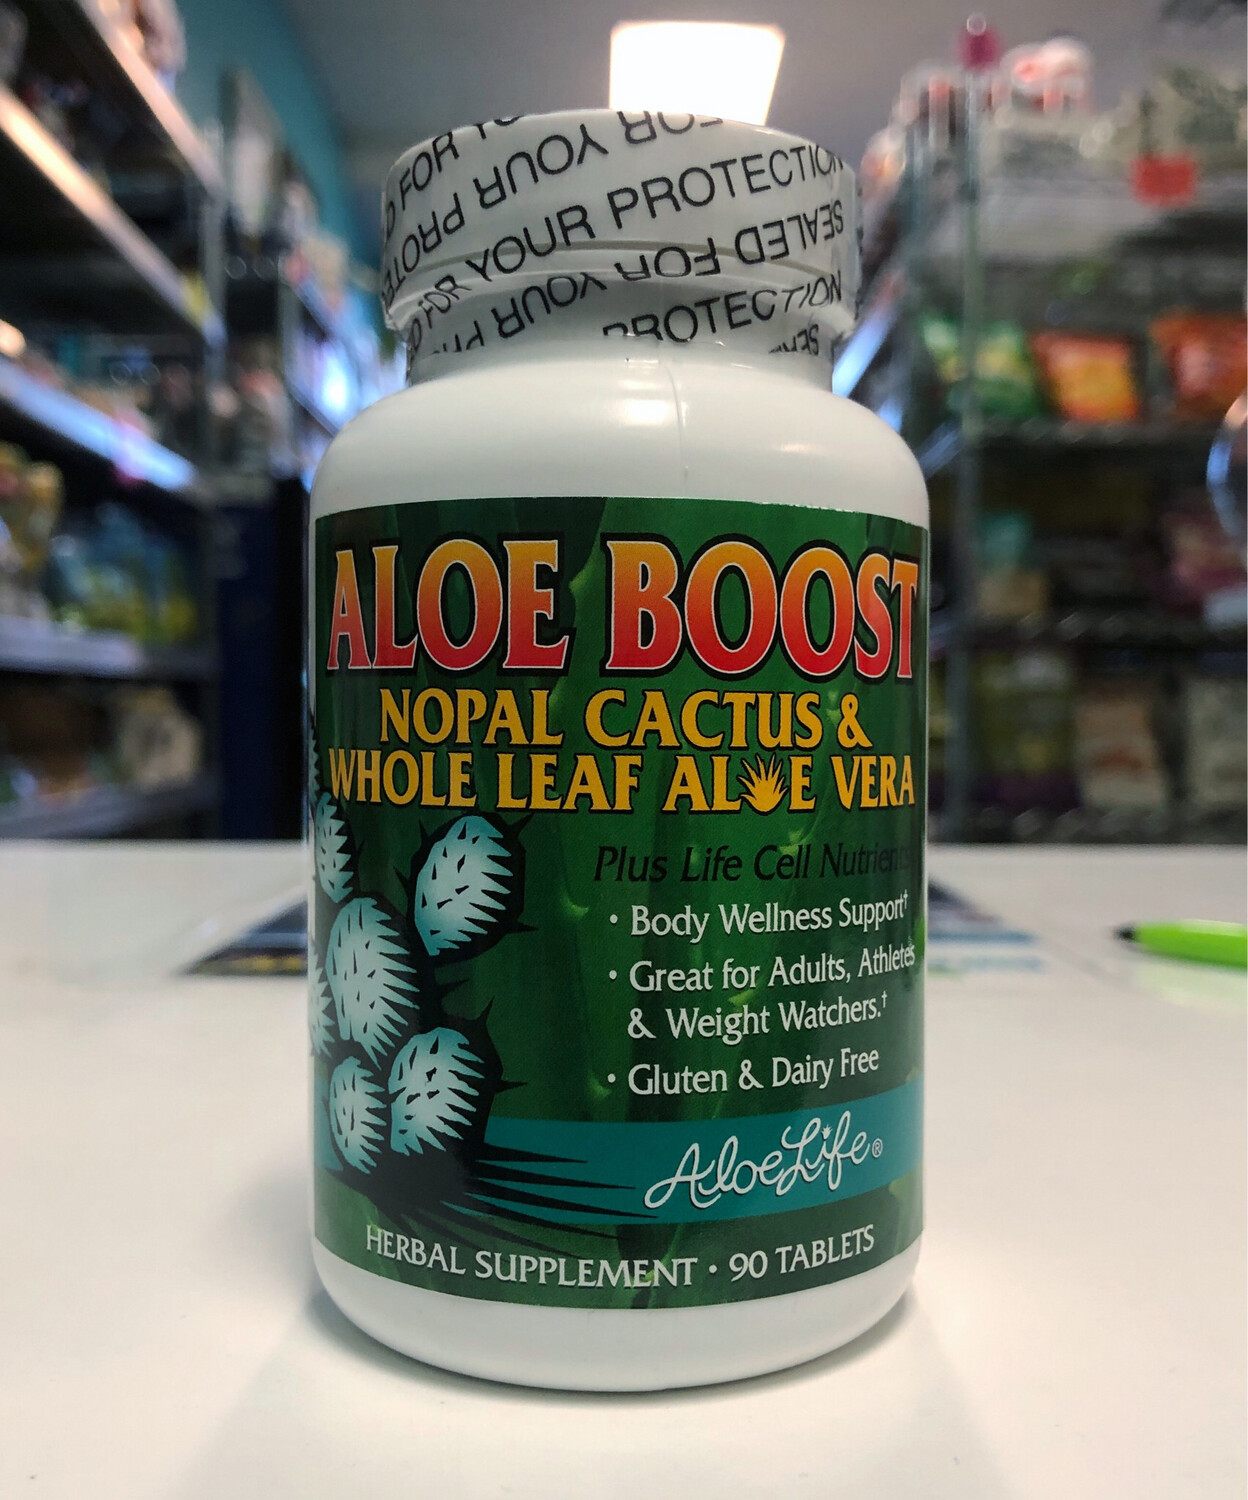 FOR YOUR PROTECTION
SEALED FOR YOUR
PROTECTION
ALOE BOOST
NOPAL CACTUS &
WHOLE LEAF ALOE VERA
Plus Life Cell Nutrients
• Body Wellness Support†
• Great for Adults, Athletes
& Weight Watchers.†
• Gluten & Dairy Free
AloeLife®
HERBAL SUPPLEMENT • 90 TABLETS